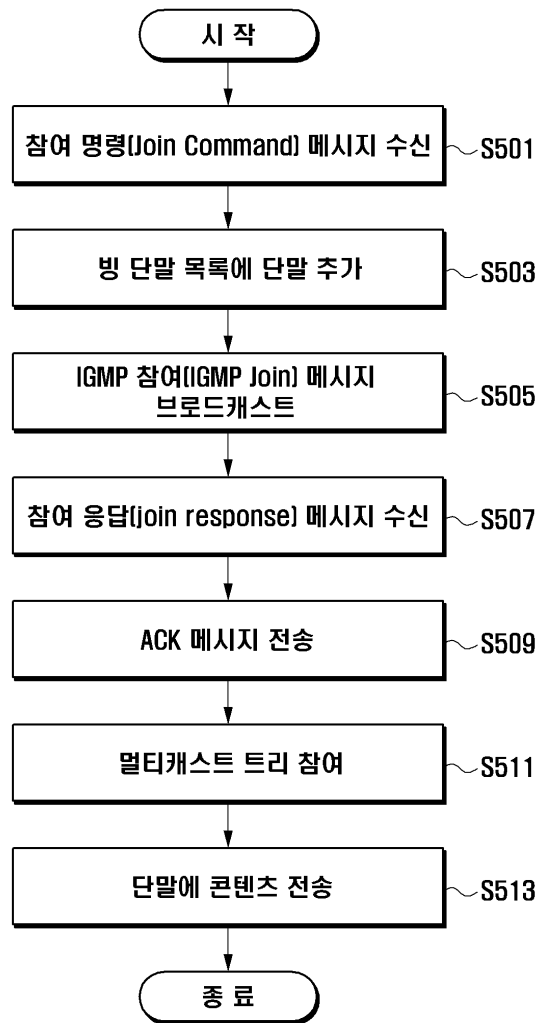 시 작
참여 명령(Join Command) 메시지 수신
S501
빙 단말 목록에 단말 추가
S503
IGMP 참여(IGMP Join) 메시지
브로드캐스트
S505
참여 응답(join response) 메시지 수신
S507
ACK 메시지 전송
S509
멀티캐스트 트리 참여
S511
단말에 콘텐츠 전송
S513
종 료